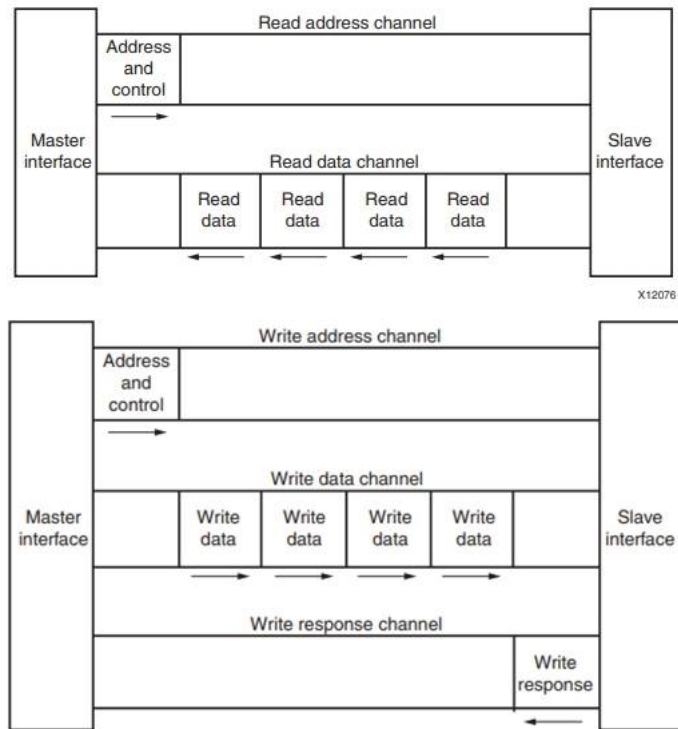 Read address channel
Address
and
control
Master
interface
Slave
interface
Read data channel
Read
data
Read
data
Read
data
Read
data
X12076
Write address channel
Address
and
control
Write data channel
Master
interface
Write
data
Write
data
Write
data
Write
data
Slave
interface
Write response channel
Write
response